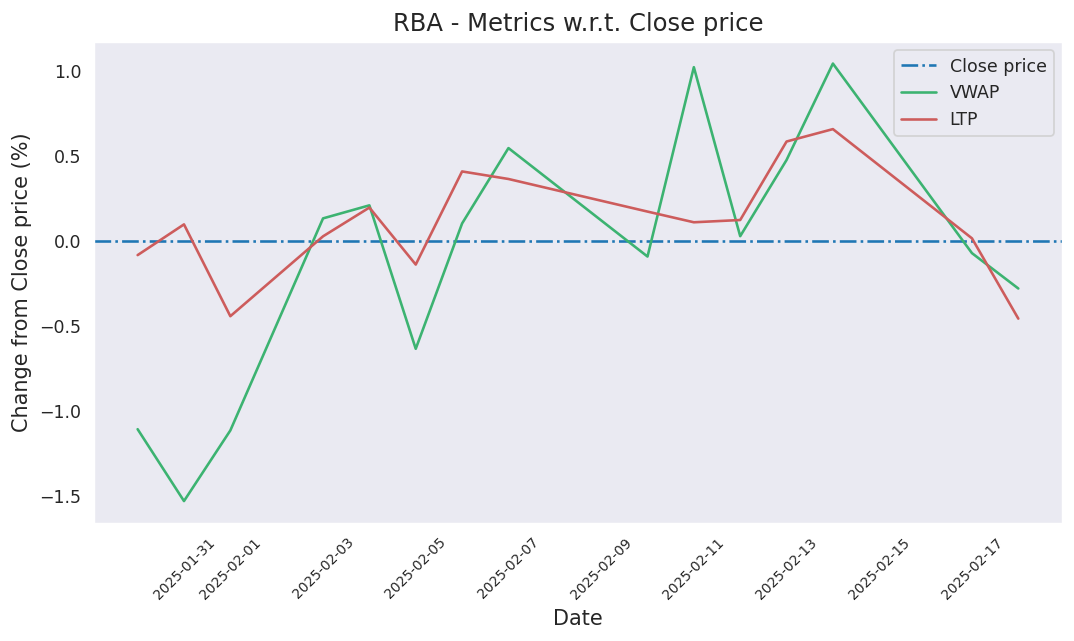 RBA - Metrics w.r.t. Close price
Close price
VWAP
LTP
Change from Close price (%)
1.0
0.5
0.0
−0.5
−1.0
−1.5
2025-01-31
2025-02-01
2025-02-03
2025-02-05
2025-02-07
2025-02-09
2025-02-11
2025-02-13
2025-02-15
2025-02-17
Date